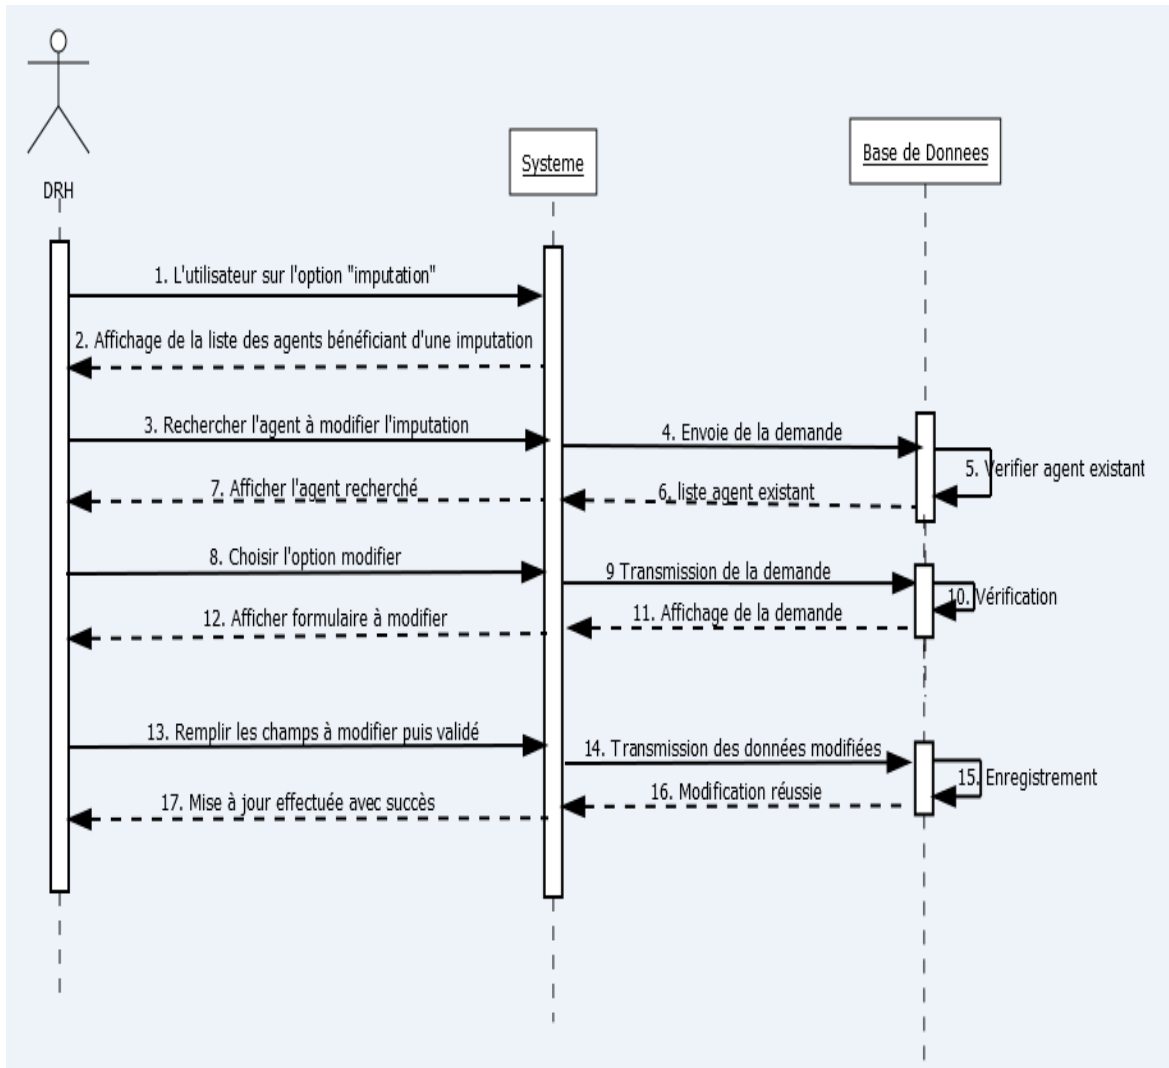 DRH
Systeme
Base de Donnees
1. L'utilisateur sur l'option "imputation"
2. Affichage de la liste des agents bénéficiant d'une imputation
3. Rechercher l'agent à modifier l'imputation
4. Envoie de la demande
5. Verifier agent existant
6. liste agent existant
7. Afficher l'agent recherché
8. Choisir l'option modifier
9 Transmission de la demande
10. Vérification
11. Affichage de la demande
12. Afficher formulaire à modifier
13. Remplir les champs à modifier puis validé
14. Transmission des données modifiées
15. Enregistrement
16. Modification réussie
17. Mise à jour effectuée avec succès